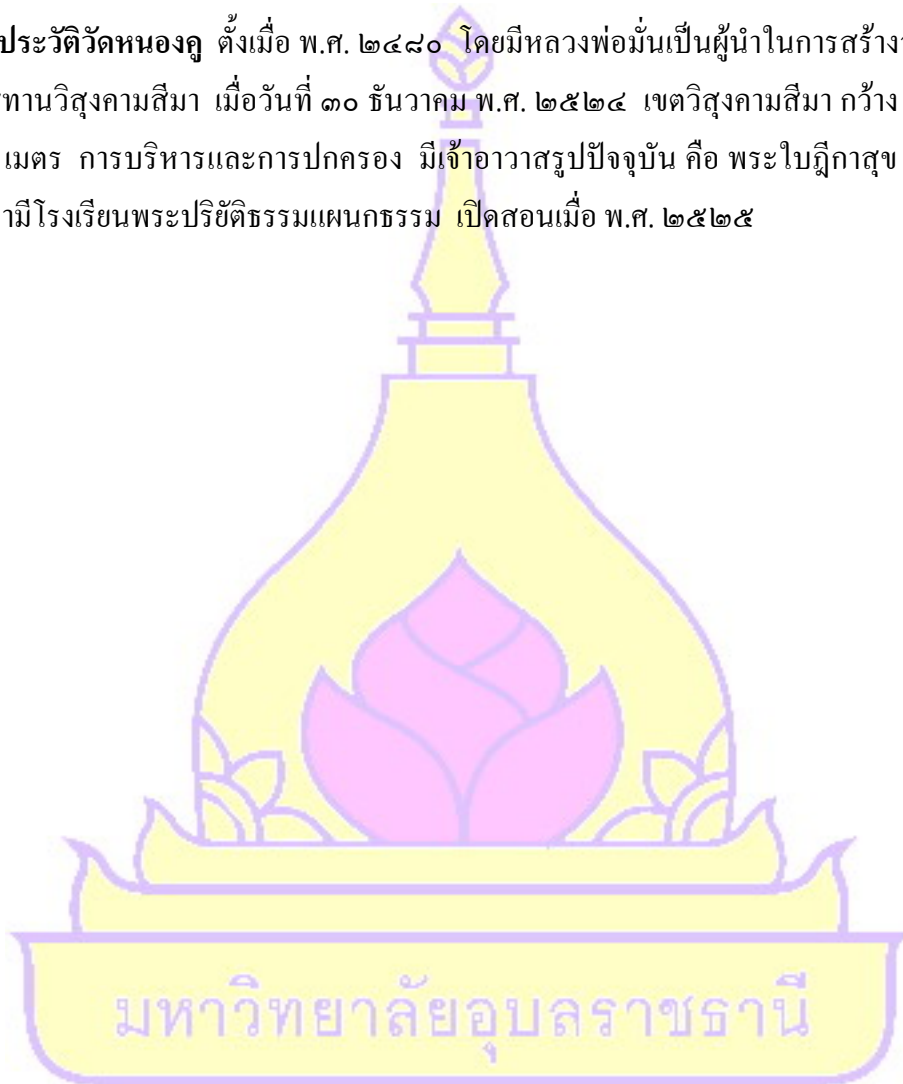 ประวัติวัดหนองคู ตั้งเมื่อ พ.ศ. ๒๔๘๐ โดยมีหลวงพ่อมั่นเป็นผู้นำในการสร้าง
ทานวิสุงคามสีมา เมื่อวันที่ ๓๐ ธันวาคม พ.ศ. ๒๕๒๔ เขตวิสุงคามสีมา กว้าง
เมตร การบริหารและการปกครอง มีเจ้าอาวาสรูปปัจจุบัน คือ พระใบฎีกาสุข
มีโรงเรียนพระปริยัติธรรมแผนกธรรม เปิดสอนเมื่อ พ.ศ. ๒๕๒๕
มหาวิทยาลัยอุบลราชธานี